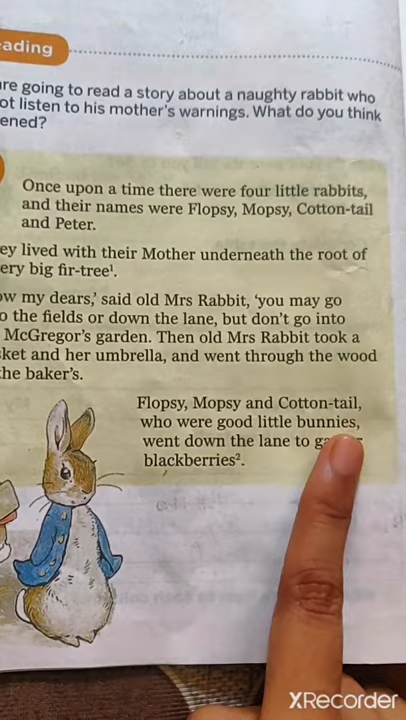 ading
are going to read a story about a naughty rabbit who
ot listen to his mother's warnings. What do you think
ened?
Once upon a time there were four little rabbits,
and their names were Flopsy, Mopsy, Cotton-tail
and Peter.
ey lived with their Mother underneath the root of
ery big fir-tree¹.
ow my dears,' said old Mrs Rabbit, 'you may go
o the fields or down the lane, but don't go into
McGregor's garden. Then old Mrs Rabbit took a
sket and her umbrella, and went through the wood
the baker's.
Flopsy, Mopsy and Cotton-tail,
who were good little bunnies,
went down the lane to
blackberries².
XRecorder